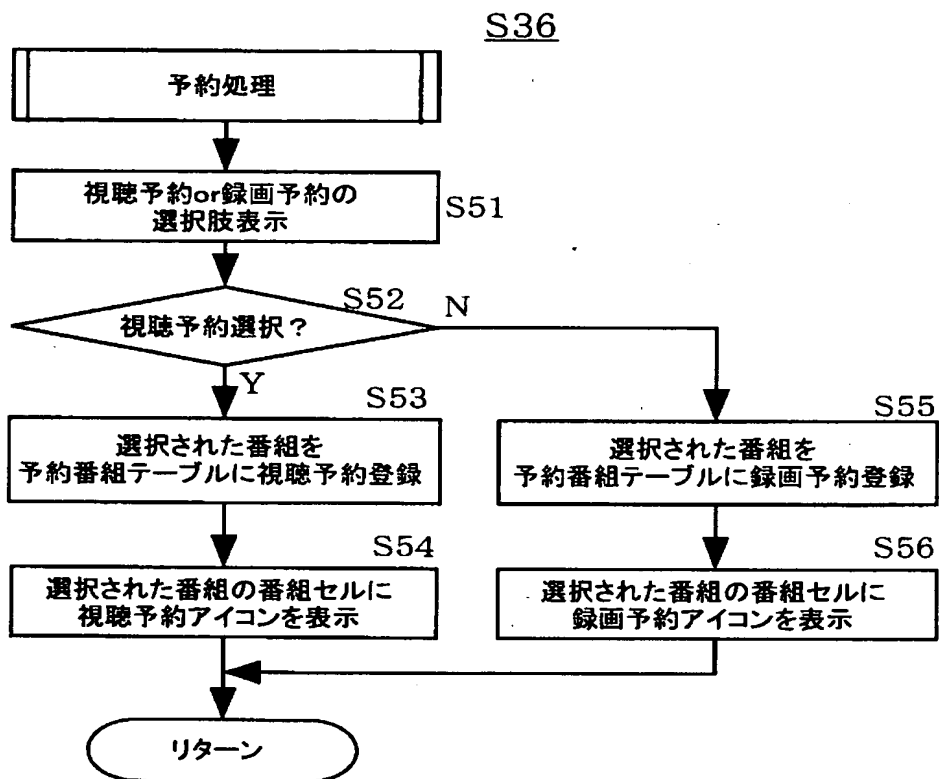 S36
予約処理
視聴予約or録画予約の
選択肢表示
S51
S52
視聴予約選択？
N
Y
S53
選択された番組を
予約番組テーブルに視聴予約登録
S54
選択された番組の番組セルに
視聴予約アイコンを表示
S55
選択された番組を
予約番組テーブルに録画予約登録
S56
選択された番組の番組セルに
録画予約アイコンを表示
リターン